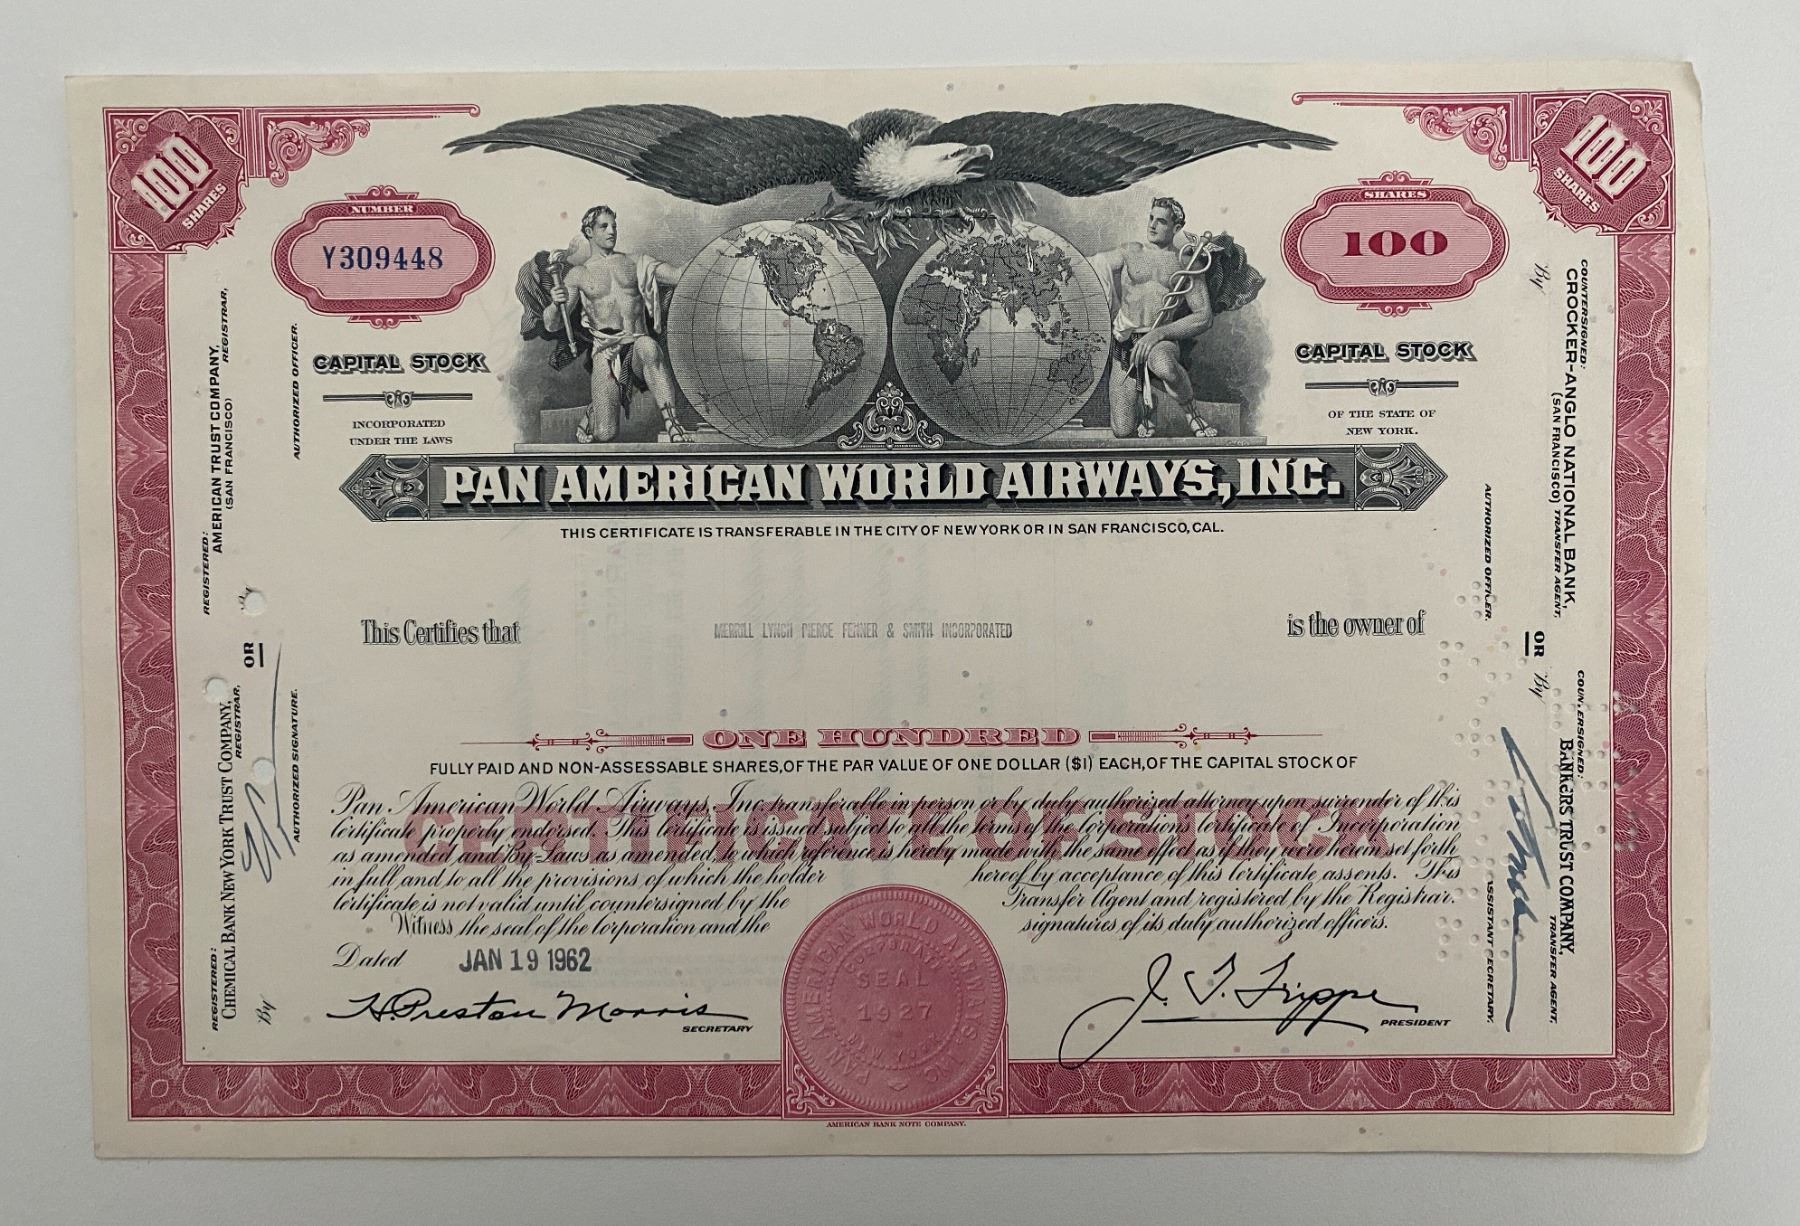 100 SHARES
100 SHARES
NUMBER
Y309448
SHARES
100
CAPITAL STOCK
INCORPORATED
UNDER THE LAWS
CAPITAL STOCK
OF THE STATE OF
NEW YORK.
PAN AMERICAN WORLD AIRWAYS, INC.
THIS CERTIFICATE IS TRANSFERABLE IN THE CITY OF NEW YORK OR IN SAN FRANCISCO, CAL.
This Certifies that MERRILL LYNCH PIERCE FENNER & SMITH INCORPORATED is the owner of
ONE HUNDRED
FULLY PAID AND NON-ASSESSABLE SHARES, OF THE PAR VALUE OF ONE DOLLAR ($1) EACH, OF THE CAPITAL STOCK OF
CERTIFICATE OF STOCK
Pan American World Airways, Inc. transferable in person or by duly authorized attorney upon surrender of this
Certificate properly endorsed. This Certificate is issued subject to all the terms of the Corporation's Certificate of Incorporation
as amended and By-Laws as amended, to which reference is hereby made with the same effect as if they were herein set forth
in full, and to all the provisions of which the holder hereof by acceptance of this Certificate assents. This
Certificate is not valid until countersigned by the Transfer Agent and registered by the Registrar.
Witness the seal of the Corporation and the signatures of its duly authorized officers.
Dated JAN 19 1962
H. Preston Morris
SECRETARY
J. T. Trippe
PRESIDENT
PAN AMERICAN WORLD AIRWAYS, INC.
CORPORATE
SEAL
1927
NEW YORK
AMERICAN BANK NOTE COMPANY.
REGISTERED:
AMERICAN TRUST COMPANY,
(SAN FRANCISCO) REGISTRAR,
By
AUTHORIZED OFFICER.
OR
REGISTERED:
CHEMICAL BANK NEW YORK TRUST COMPANY,
REGISTRAR,
By
AUTHORIZED SIGNATURE.
COUNTERSIGNED:
CROCKER-ANGLO NATIONAL BANK,
(SAN FRANCISCO) TRANSFER AGENT,
By
AUTHORIZED OFFICER.
OR
COUNTERSIGNED:
BANKERS TRUST COMPANY,
TRANSFER AGENT,
By
ASSISTANT SECRETARY.